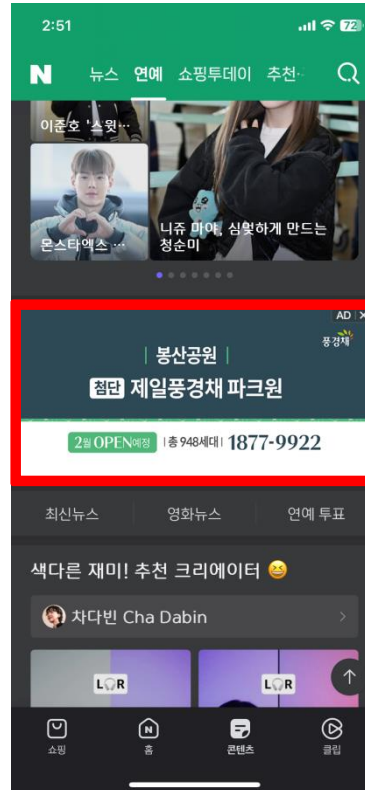 2:51
72
N
뉴스 연예 쇼핑투데이 추천
이준호 '스윗…
몬스타엑스 …
니쥬 마야, 심멎하게 만드는
청순미
AD X
풍경채
봉산공원
첨단 제일풍경채 파크원
2월 OPEN예정 총 948세대 1877-9922
최신뉴스 영화뉴스 연예 투표
색다른 재미! 추천 크리에이터
차다빈 Cha Dabin
쇼핑 홈 콘텐츠 클립